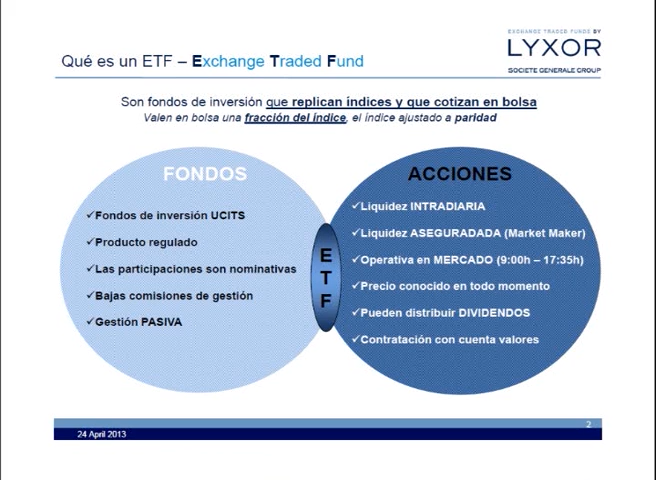 EXCHANGE TRADED FUNDS BY
LYXOR
SOCIETE GENERALE GROUP
Qué es un ETF – Exchange Traded Fund
Son fondos de inversión que replican índices y que cotizan en bolsa
Valen en bolsa una fracción del índice, el índice ajustado a paridad
FONDOS
✓Fondos de inversión UCITS
✓Producto regulado
✓Las participaciones son nominativas
✓Bajas comisiones de gestión
✓Gestión PASIVA
E
T
F
ACCIONES
✓Liquidez INTRADIARIA
✓Liquidez ASEGURADADA (Market Maker)
✓Operativa en MERCADO (9:00h – 17:35h)
✓Precio conocido en todo momento
✓Pueden distribuir DIVIDENDOS
✓Contratación con cuenta valores
2
24 April 2013